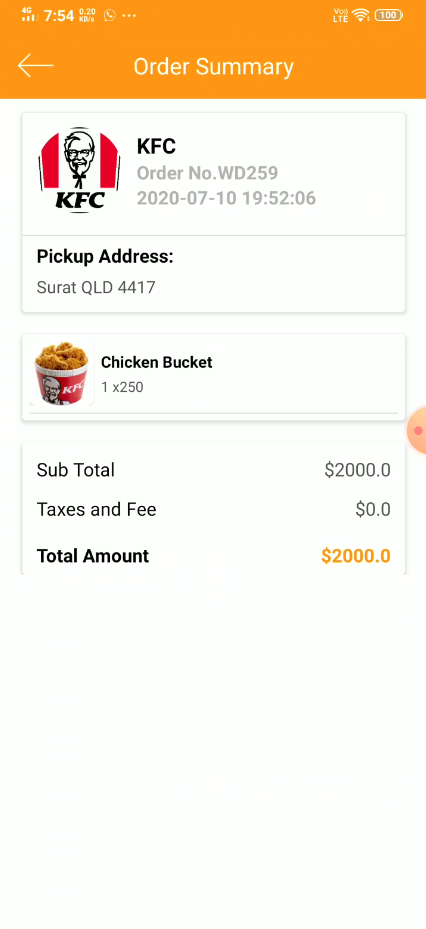 4G 7:54 0.20 KB/s ··· Vo)) LTE 100
Order Summary
KFC
KFC
Order No.WD259
2020-07-10 19:52:06
Pickup Address:
Surat QLD 4417
KFC
Chicken Bucket
1 x250
Sub Total $2000.0
Taxes and Fee $0.0
Total Amount $2000.0